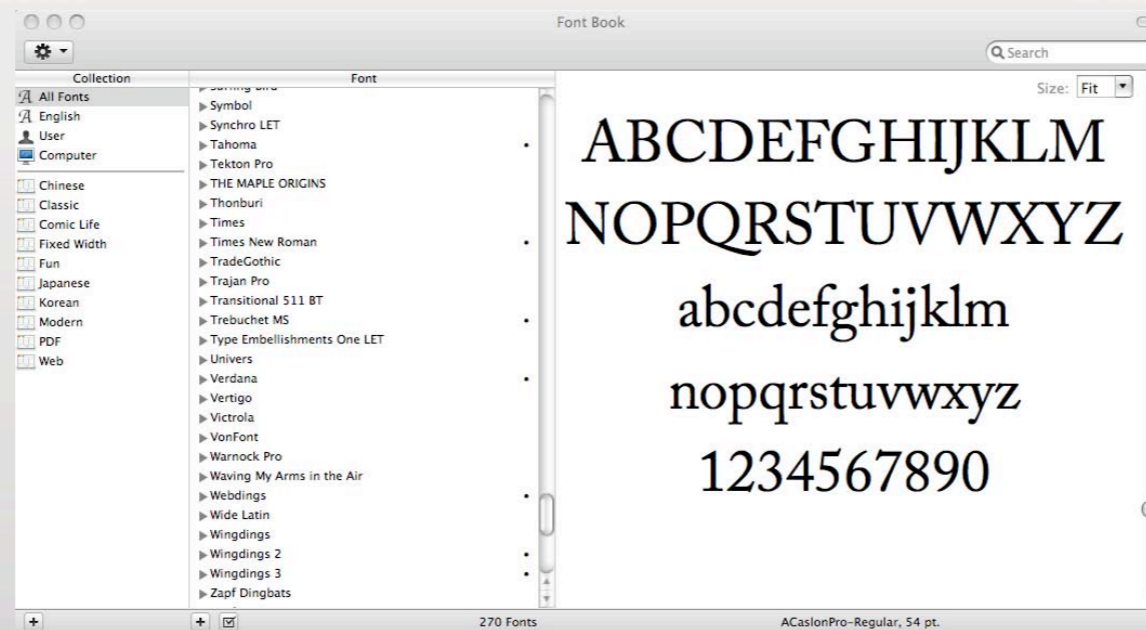 Font Book
Search
Collection
Font
Size: Fit
All Fonts
English
User
Computer
Chinese
Classic
Comic Life
Fixed Width
Fun
Japanese
Korean
Modern
PDF
Web
Surfing Bird
Symbol
Synchro LET
Tahoma
Tekton Pro
THE MAPLE ORIGINS
Thonburi
Times
Times New Roman
TradeGothic
Trajan Pro
Transitional 511 BT
Trebuchet MS
Type Embellishments One LET
Univers
Verdana
Vertigo
Victrola
VonFont
Warnock Pro
Waving My Arms in the Air
Webdings
Wide Latin
Wingdings
Wingdings 2
Wingdings 3
Zapf Dingbats
ABCDEFGHIJKLM
NOPQRSTUVWXYZ
abcdefghijklm
nopqrstuvwxyz
1234567890
270 Fonts
ACaslonPro-Regular, 54 pt.